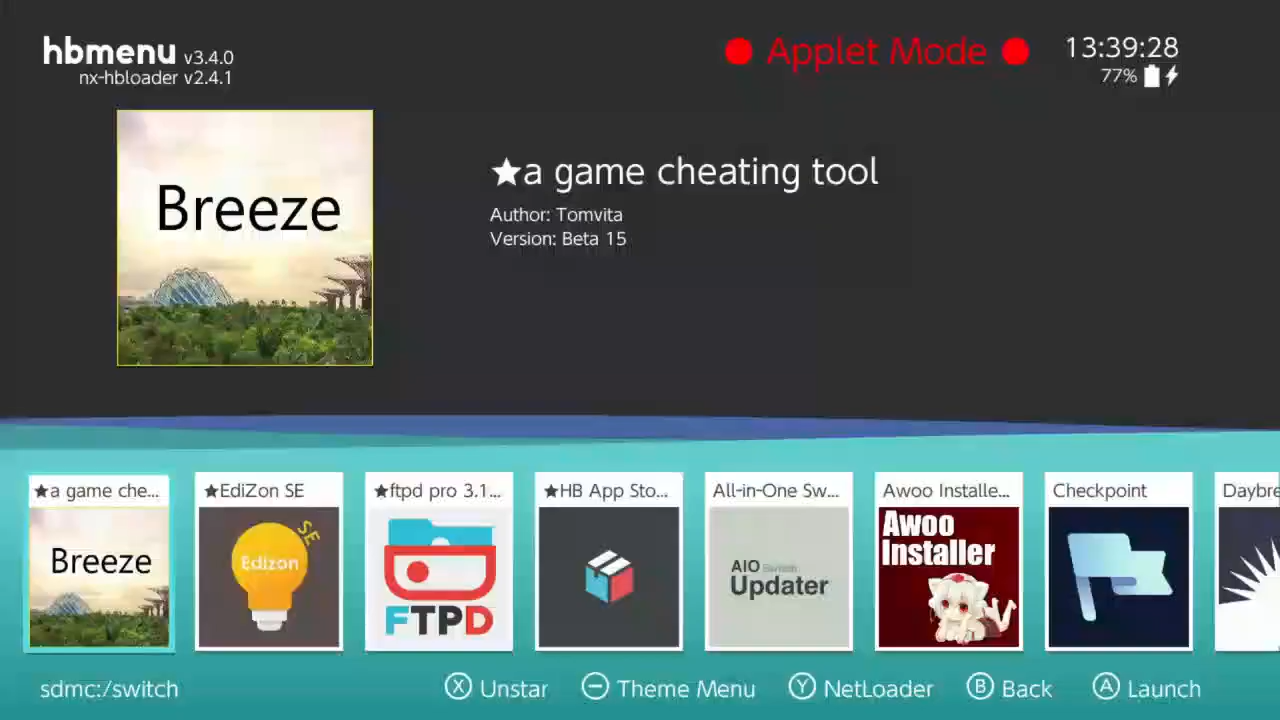 hbmenu v3.4.0
nx-hbloader v2.4.1
Applet Mode
13:39:28
77%
Breeze
★a game cheating tool
Author: Tomvita
Version: Beta 15
★a game che...
★EdiZon SE
★ftpd pro 3.1...
★HB App Sto...
All-in-One Sw...
Awoo Installe...
Checkpoint
Daybre
Breeze
Edizon
SE
FTPD
AIO Switch
Updater
Awoo
Installer
sdmc:/switch
X Unstar
− Theme Menu
Y NetLoader
B Back
A Launch